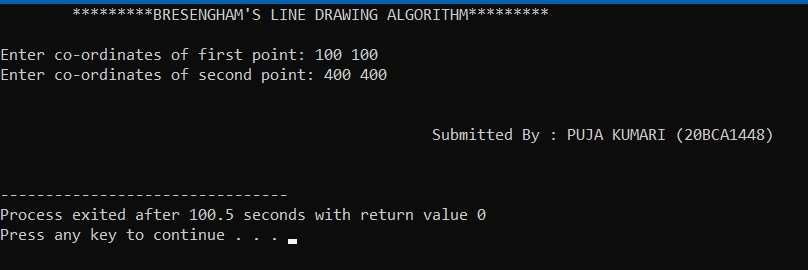 *********BRESENGHAM'S LINE DRAWING ALGORITHM*********
Enter co-ordinates of first point: 100 100
Enter co-ordinates of second point: 400 400
Submitted By : PUJA KUMARI (20BCA1448)
--------------------------------
Process exited after 100.5 seconds with return value 0
Press any key to continue . . .